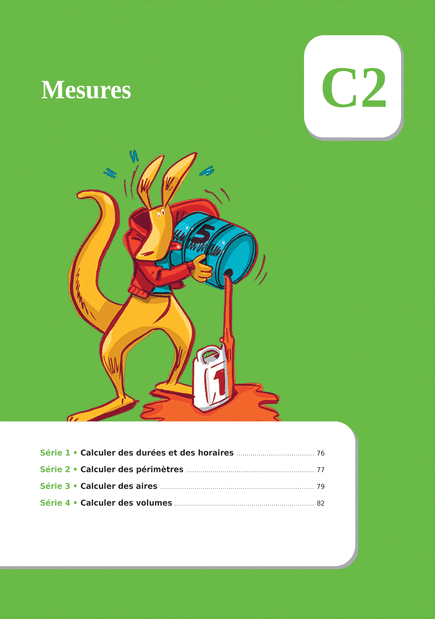 Mesures
C2
5
1
Série 1 • Calculer des durées et des horaires ........................................ 76
Série 2 • Calculer des périmètres ........................................ 77
Série 3 • Calculer des aires ........................................ 79
Série 4 • Calculer des volumes ........................................ 82